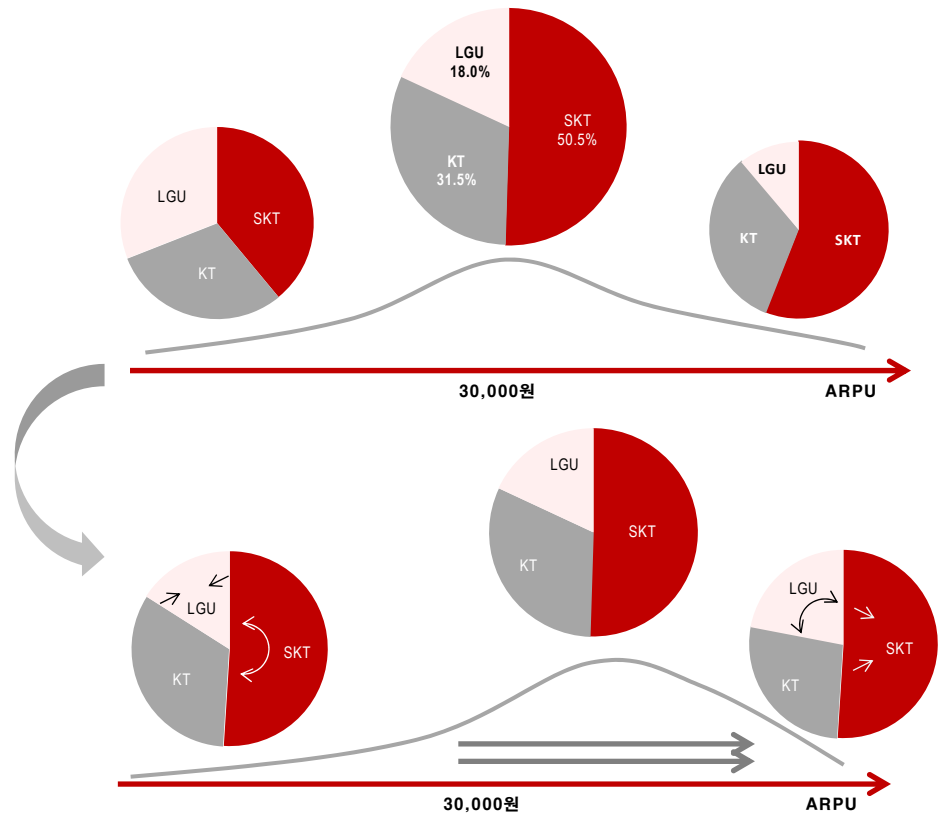 LGU
18.0%
SKT
50.5%
KT
31.5%
LGU
SKT
KT
LGU
KT
SKT
30,000원
ARPU
LGU
SKT
KT
LGU
SKT
KT
LGU
SKT
KT
30,000원
ARPU